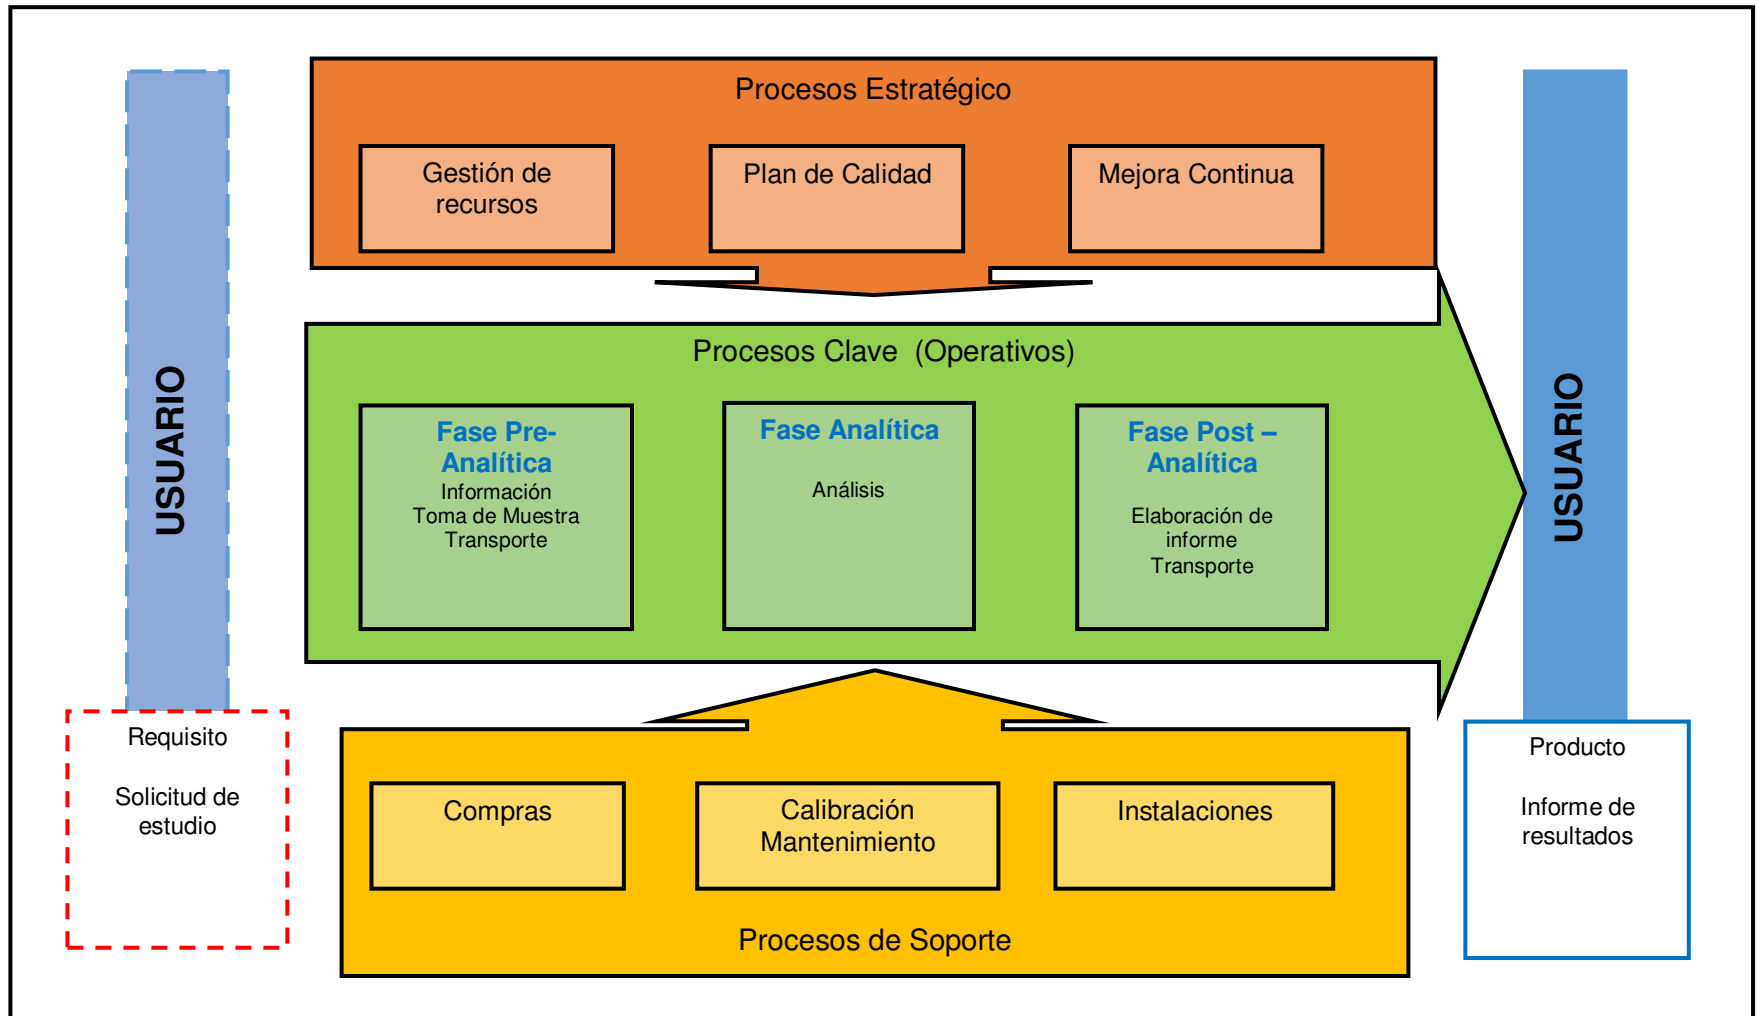 Procesos Estratégico
Gestión de
recursos
Plan de Calidad
Mejora Continua
USUARIO
Procesos Clave  (Operativos)
Fase Pre-
Analítica
Información
Toma de Muestra
Transporte
Fase Analítica
Análisis
Fase Post –
Analítica
Elaboración de
informe
Transporte
USUARIO
Requisito
Solicitud de
estudio
Compras
Calibración
Mantenimiento
Instalaciones
Procesos de Soporte
Producto
Informe de
resultados